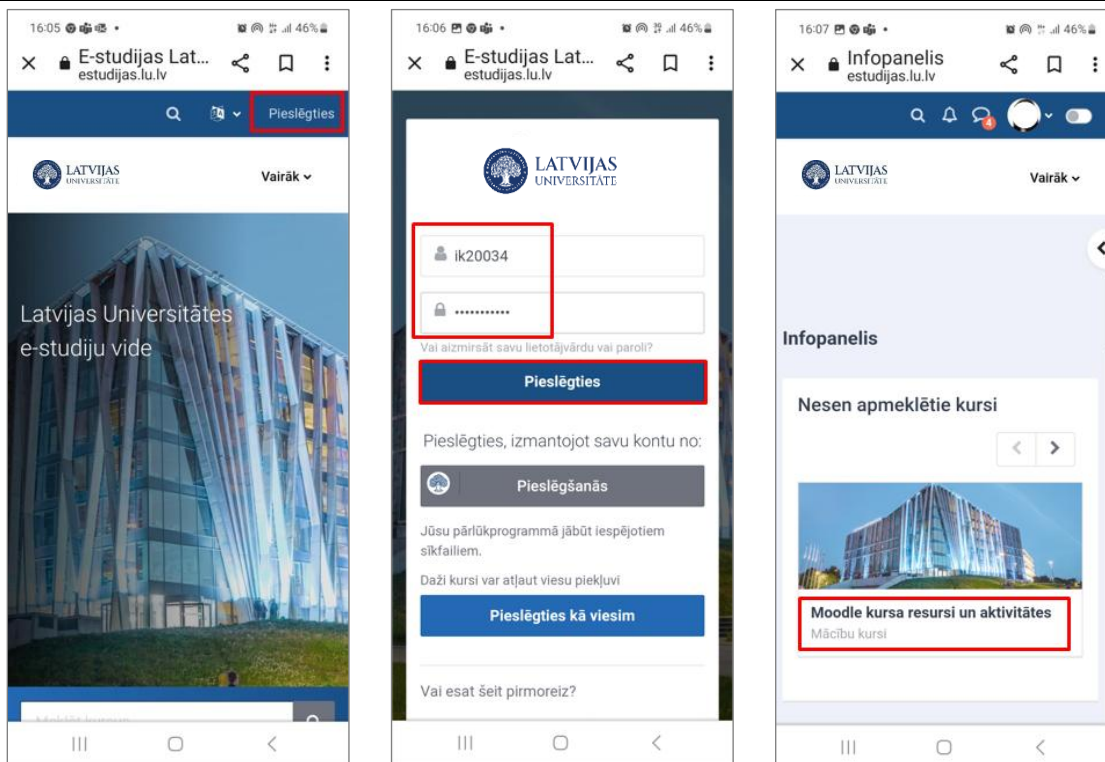 16:05
46%
E-studijas Lat...
estudijas.lu.lv
Pieslēgties
LATVIJAS
UNIVERSITĀTE
Vairāk
Latvijas Universitātes
e-studiju vide
16:06
46%
E-studijas Lat...
estudijas.lu.lv
LATVIJAS
UNIVERSITĀTE
ik20034
Vai aizmirsāt savu lietotājvārdu vai paroli?
Pieslēgties
Pieslēgties, izmantojot savu kontu no:
Pieslēgšanās
Jūsu pārlūkprogrammā jābūt iespējotiem
sīkfailiem.
Daži kursi var atļaut viesu piekļuvi
Pieslēgties kā viesim
Vai esat šeit pirmoreiz?
16:07
46%
Infopanelis
estudijas.lu.lv
4
LATVIJAS
UNIVERSITĀTE
Vairāk
Infopanelis
Nesen apmeklētie kursi
Moodle kursa resursi un aktivitātes
Mācību kursi